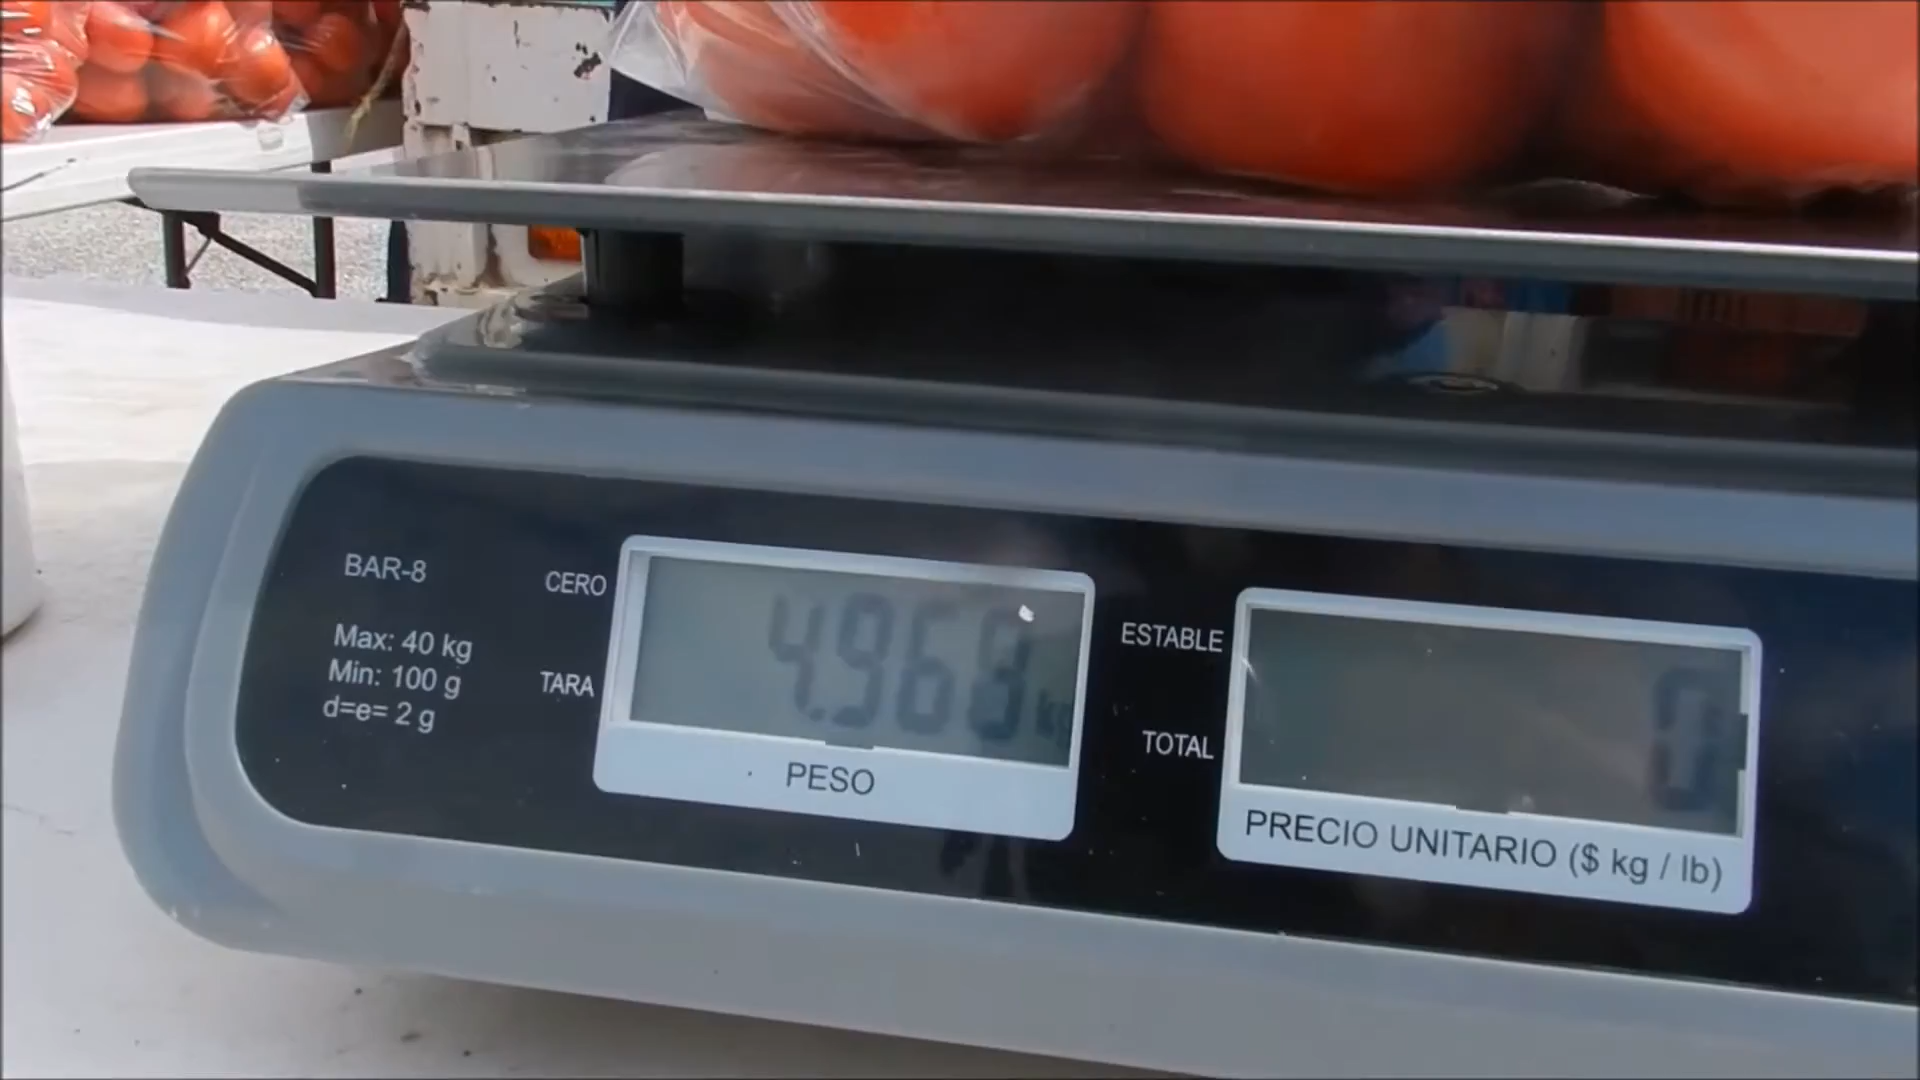 BAR-8
Max: 40 kg
Min: 100 g
d=e= 2 g
CERO
TARA
4.968 kg
PESO
ESTABLE
TOTAL
0
PRECIO UNITARIO ($ kg / lb)